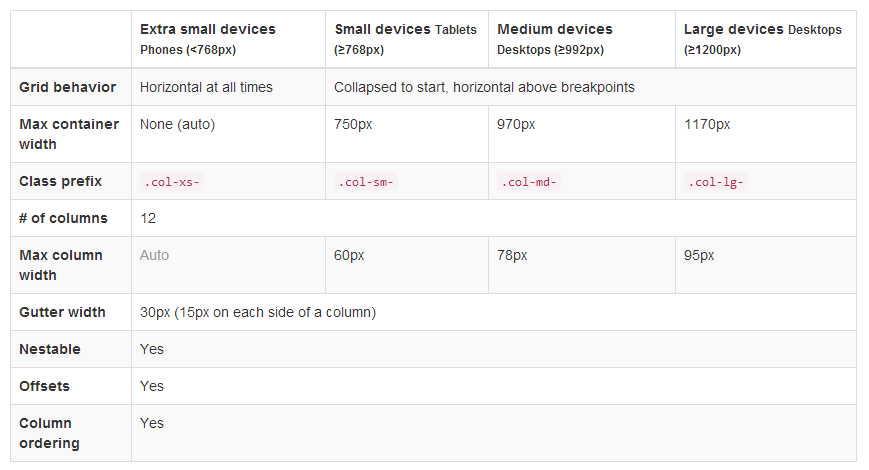 Extra small devices Small devices Tablets Medium devices Large devices Desktops
Phones (<768px) (≥768px) Desktops (≥992px) (≥1200px)
Grid behavior Horizontal at all times Collapsed to start, horizontal above breakpoints
Max container None (auto) 750px 970px 1170px
width
Class prefix .col-xs- .col-sm- .col-md- .col-lg-
# of columns 12
Max column Auto 60px 78px 95px
width
Gutter width 30px (15px on each side of a column)
Nestable Yes
Offsets Yes
Column Yes
ordering